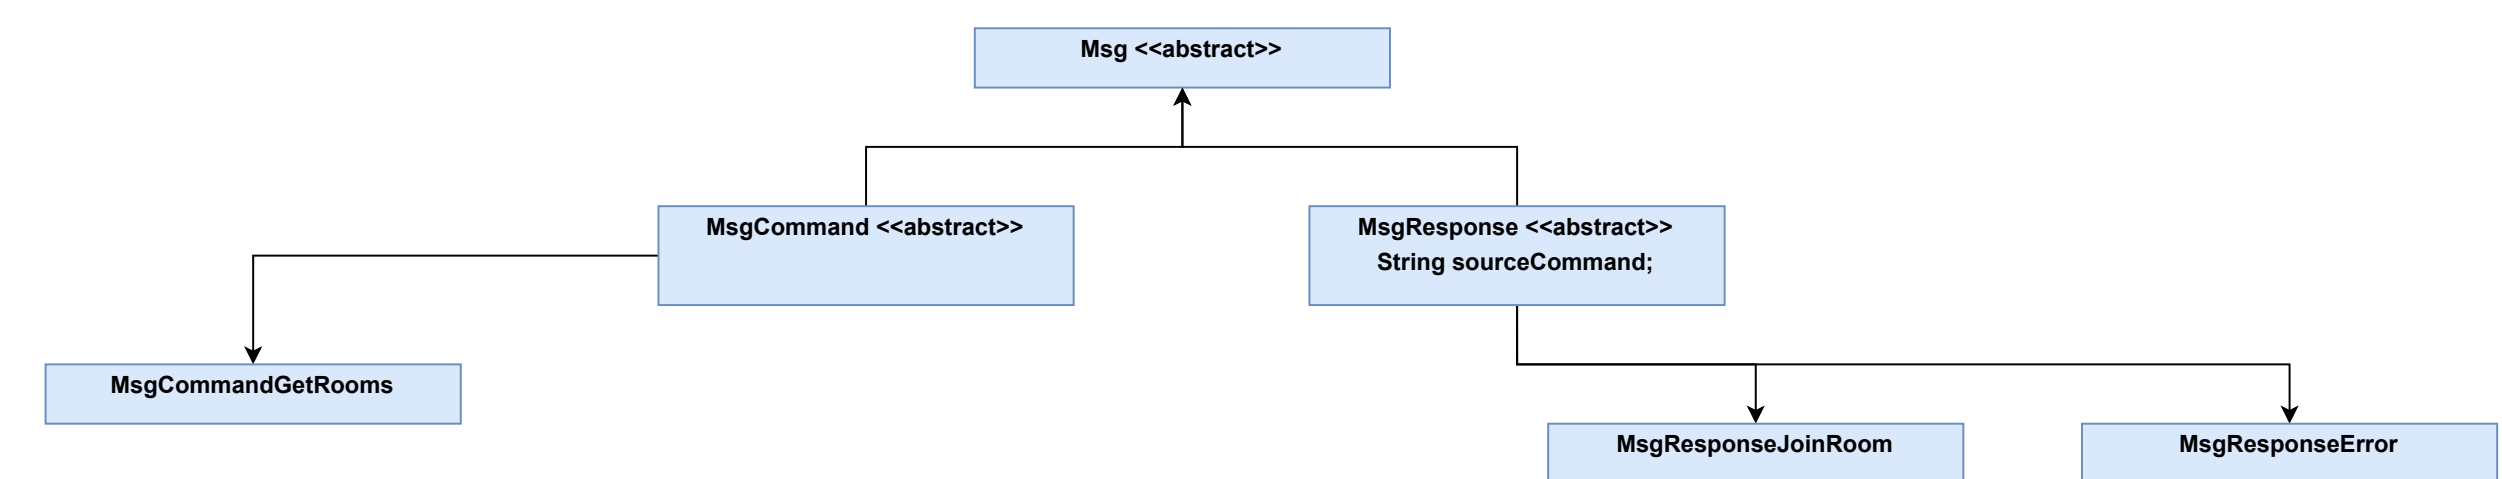 Msg <<abstract>>
MsgCommand <<abstract>>
MsgResponse <<abstract>>
String sourceCommand;
MsgCommandGetRooms
MsgResponseJoinRoom
MsgResponseError